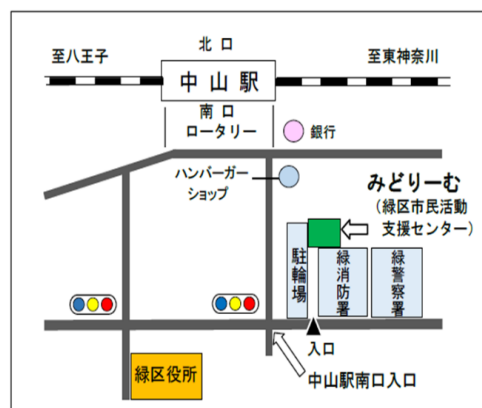 北口
至八王子
至東神奈川
中山駅
南口
ロータリー
銀行
ハンバーガー
ショップ
みどりーむ
(緑区市民活動
支援センター)
駐輪場
緑消防署
緑警察署
入口
緑区役所
中山駅南口入口